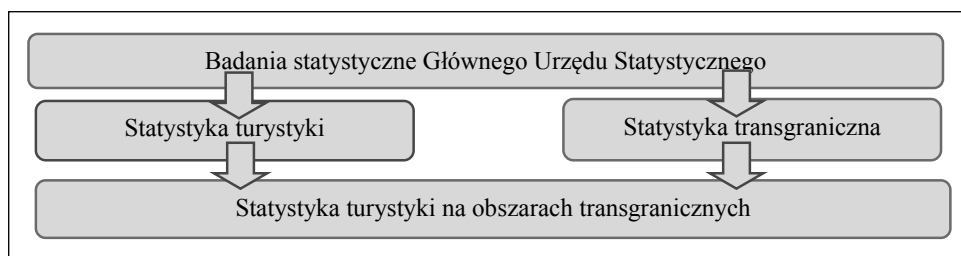 Badania statystyczne Głównego Urzędu Statystycznego
Statystyka turystyki
Statystyka transgraniczna
Statystyka turystyki na obszarach transgranicznych